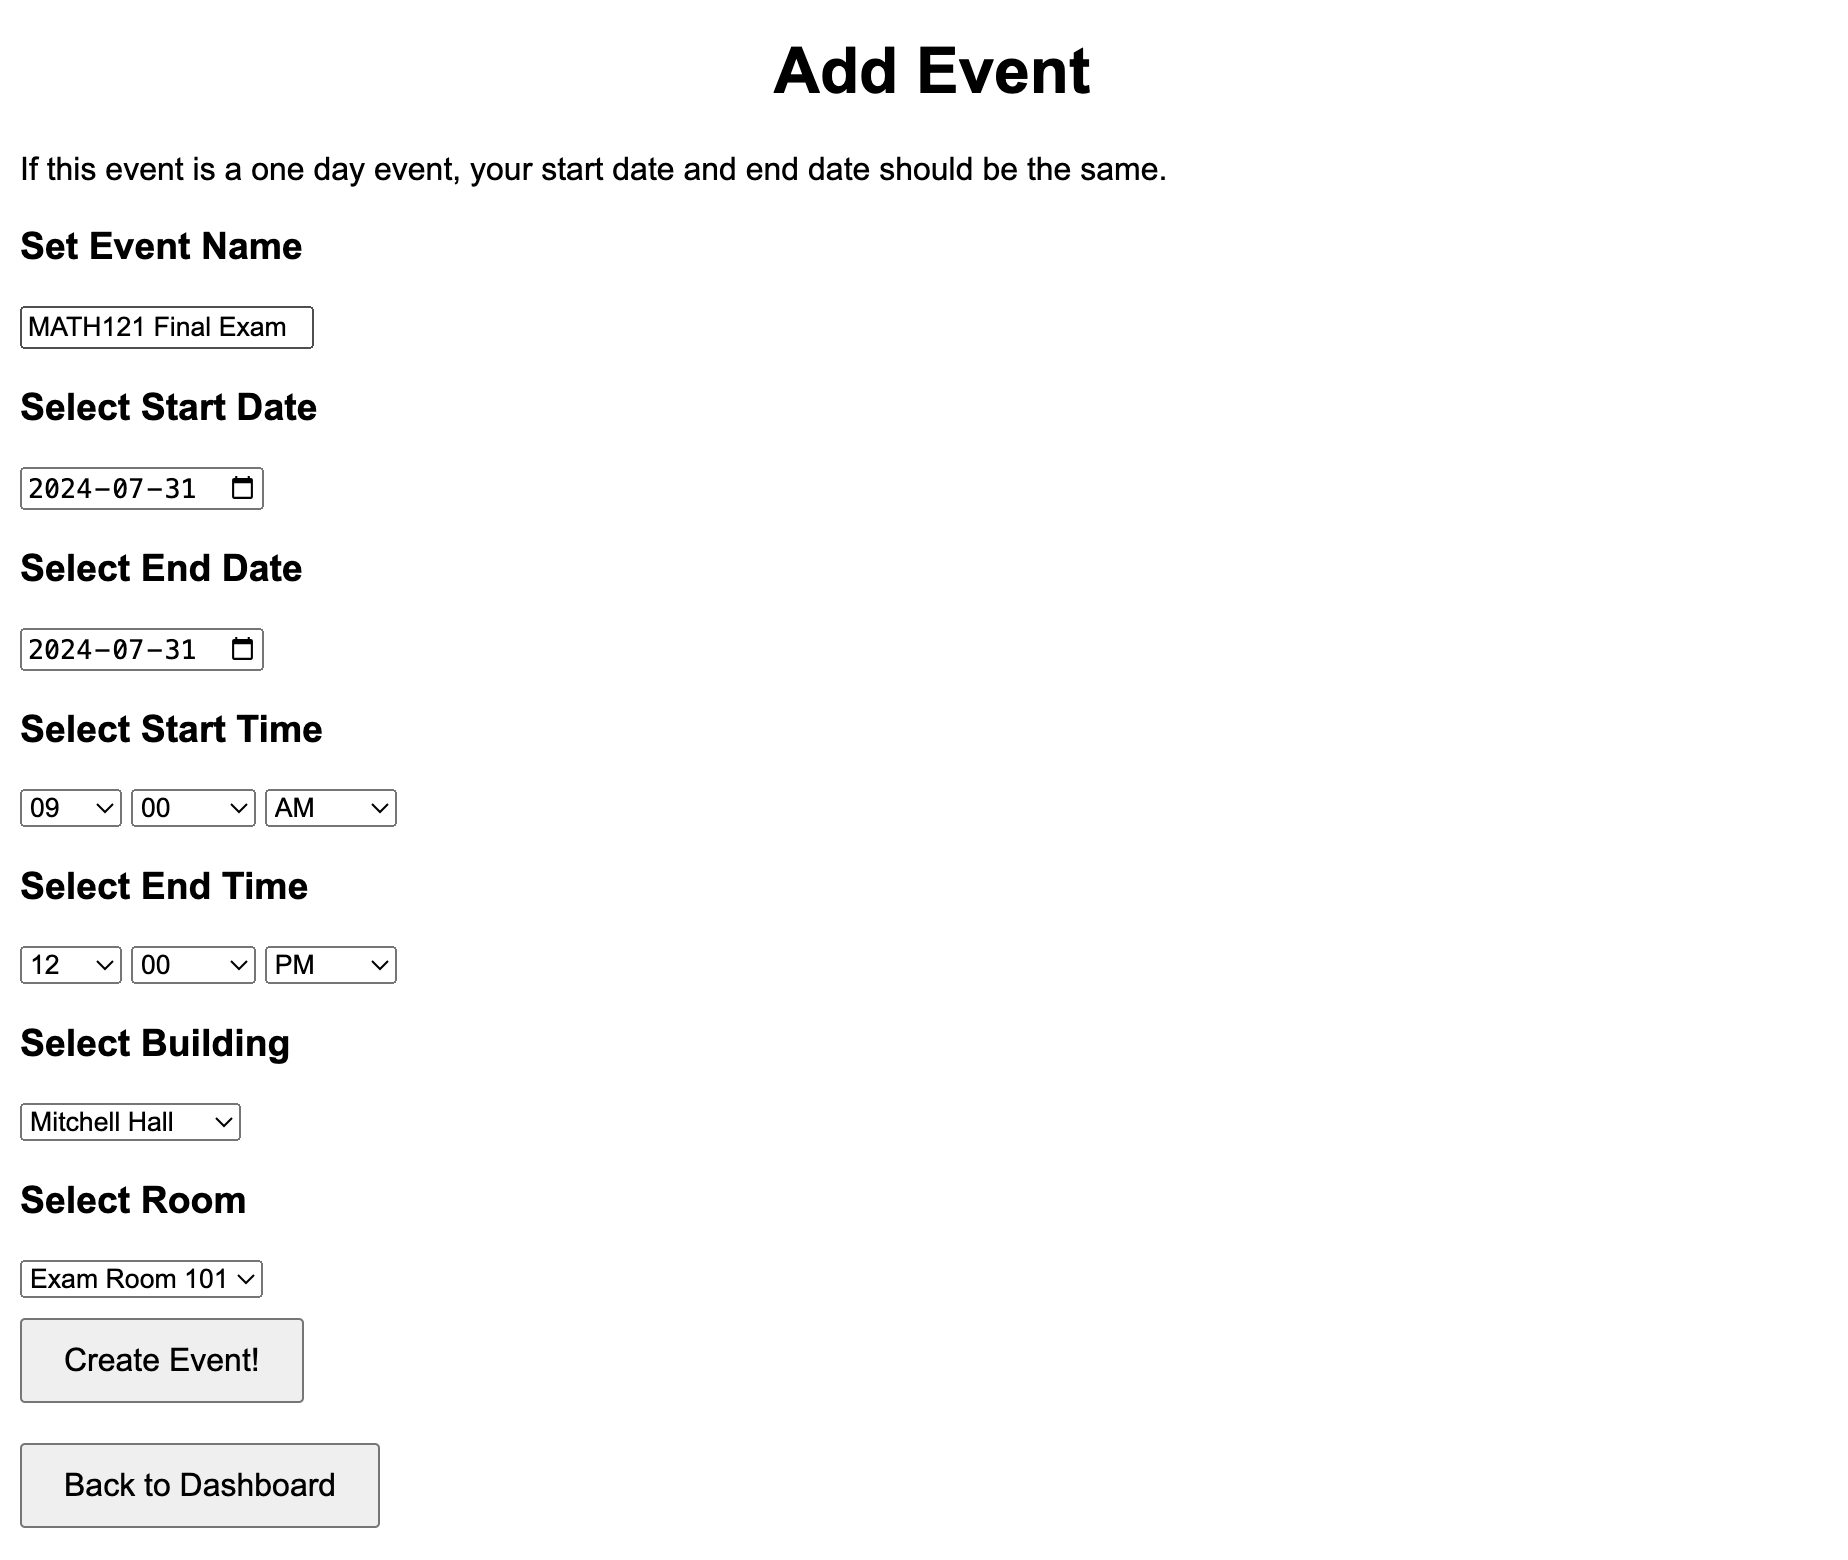 Add Event
If this event is a one day event, your start date and end date should be the same.
Set Event Name
MATH121 Final Exam
Select Start Date
2024-07-31
Select End Date
2024-07-31
Select Start Time
09 00 AM
Select End Time
12 00 PM
Select Building
Mitchell Hall
Select Room
Exam Room 101
Create Event!
Back to Dashboard